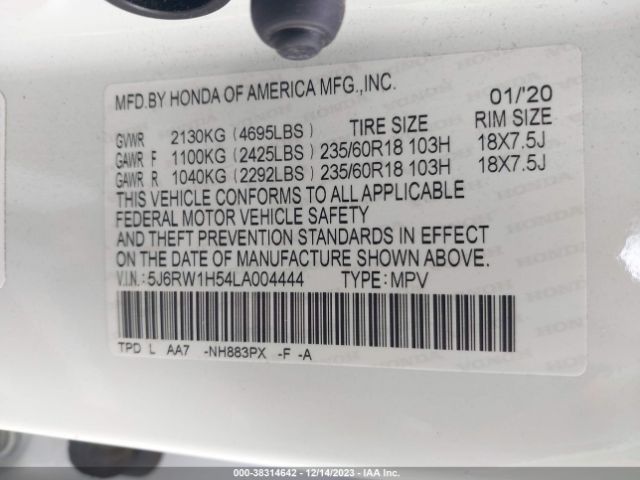 MFD.BY HONDA OF AMERICA MFG.,INC. 01/'20
GVWR 2130KG (4695LBS) TIRE SIZE RIM SIZE
GAWR F 1100KG (2425LBS) 235/60R18 103H 18X7.5J
GAWR R 1040KG (2292LBS) 235/60R18 103H 18X7.5J
THIS VEHICLE CONFORMS TO ALL APPLICABLE
FEDERAL MOTOR VEHICLE SAFETY
AND THEFT PREVENTION STANDARDS IN EFFECT
ON THE DATE OF MANUFACTURE SHOWN ABOVE.
V.I.N.:5J6RW1H54LA004444 TYPE:MPV
TPD L AA7 -NH883PX -F -A
000-38314642 - 12/14/2023 - IAA, Inc.